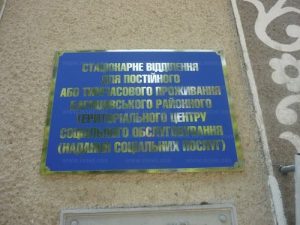 СТАЦІОНАРНЕ ВІДДІЛЕННЯ
ДЛЯ ПОСТІЙНОГО
АБО ТИМЧАСОВОГО ПРОЖИВАННЯ
РАЙОННОГО
ТЕРИТОРІАЛЬНОГО ЦЕНТРУ
СОЦІАЛЬНОГО ОБСЛУГОВУВАННЯ
(НАДАННЯ СОЦІАЛЬНИХ ПОСЛУГ)